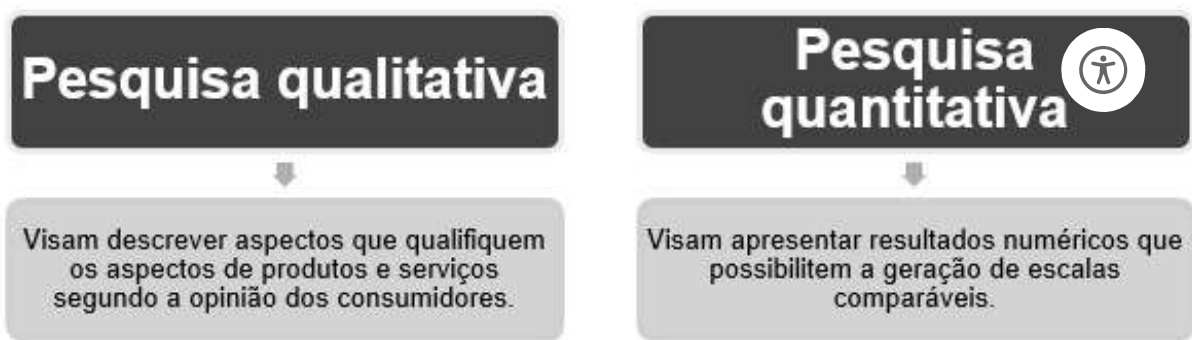 Pesquisa qualitativa
Visam descrever aspectos que qualifiquem
os aspectos de produtos e serviços
segundo a opinião dos consumidores.
Pesquisa
quantitativa
Visam apresentar resultados numéricos que
possibilitem a geração de escalas
comparáveis.